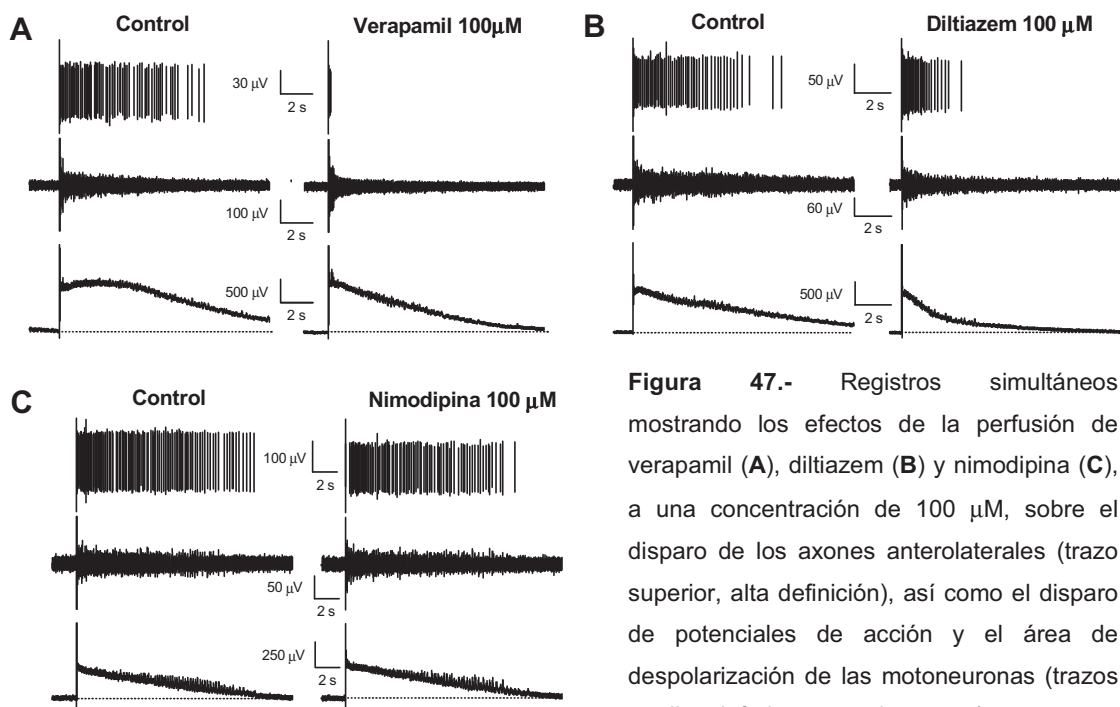 A
Control
Verapamil 100μM
30 μV
2 s
100 μV
2 s
500 μV
2 s
B
Control
Diltiazem 100 μM
50 μV
2 s
60 μV
2 s
500 μV
2 s
C
Control
Nimodipina 100 μM
100 μV
2 s
50 μV
2 s
250 μV
2 s
Figura 47.- Registros simultáneos
mostrando los efectos de la perfusión de
verapamil (A), diltiazem (B) y nimodipina (C),
a una concentración de 100 μM, sobre el
disparo de los axones anterolaterales (trazo
superior, alta definición), así como el disparo
de potenciales de acción y el área de
despolarización de las motoneuronas (trazos